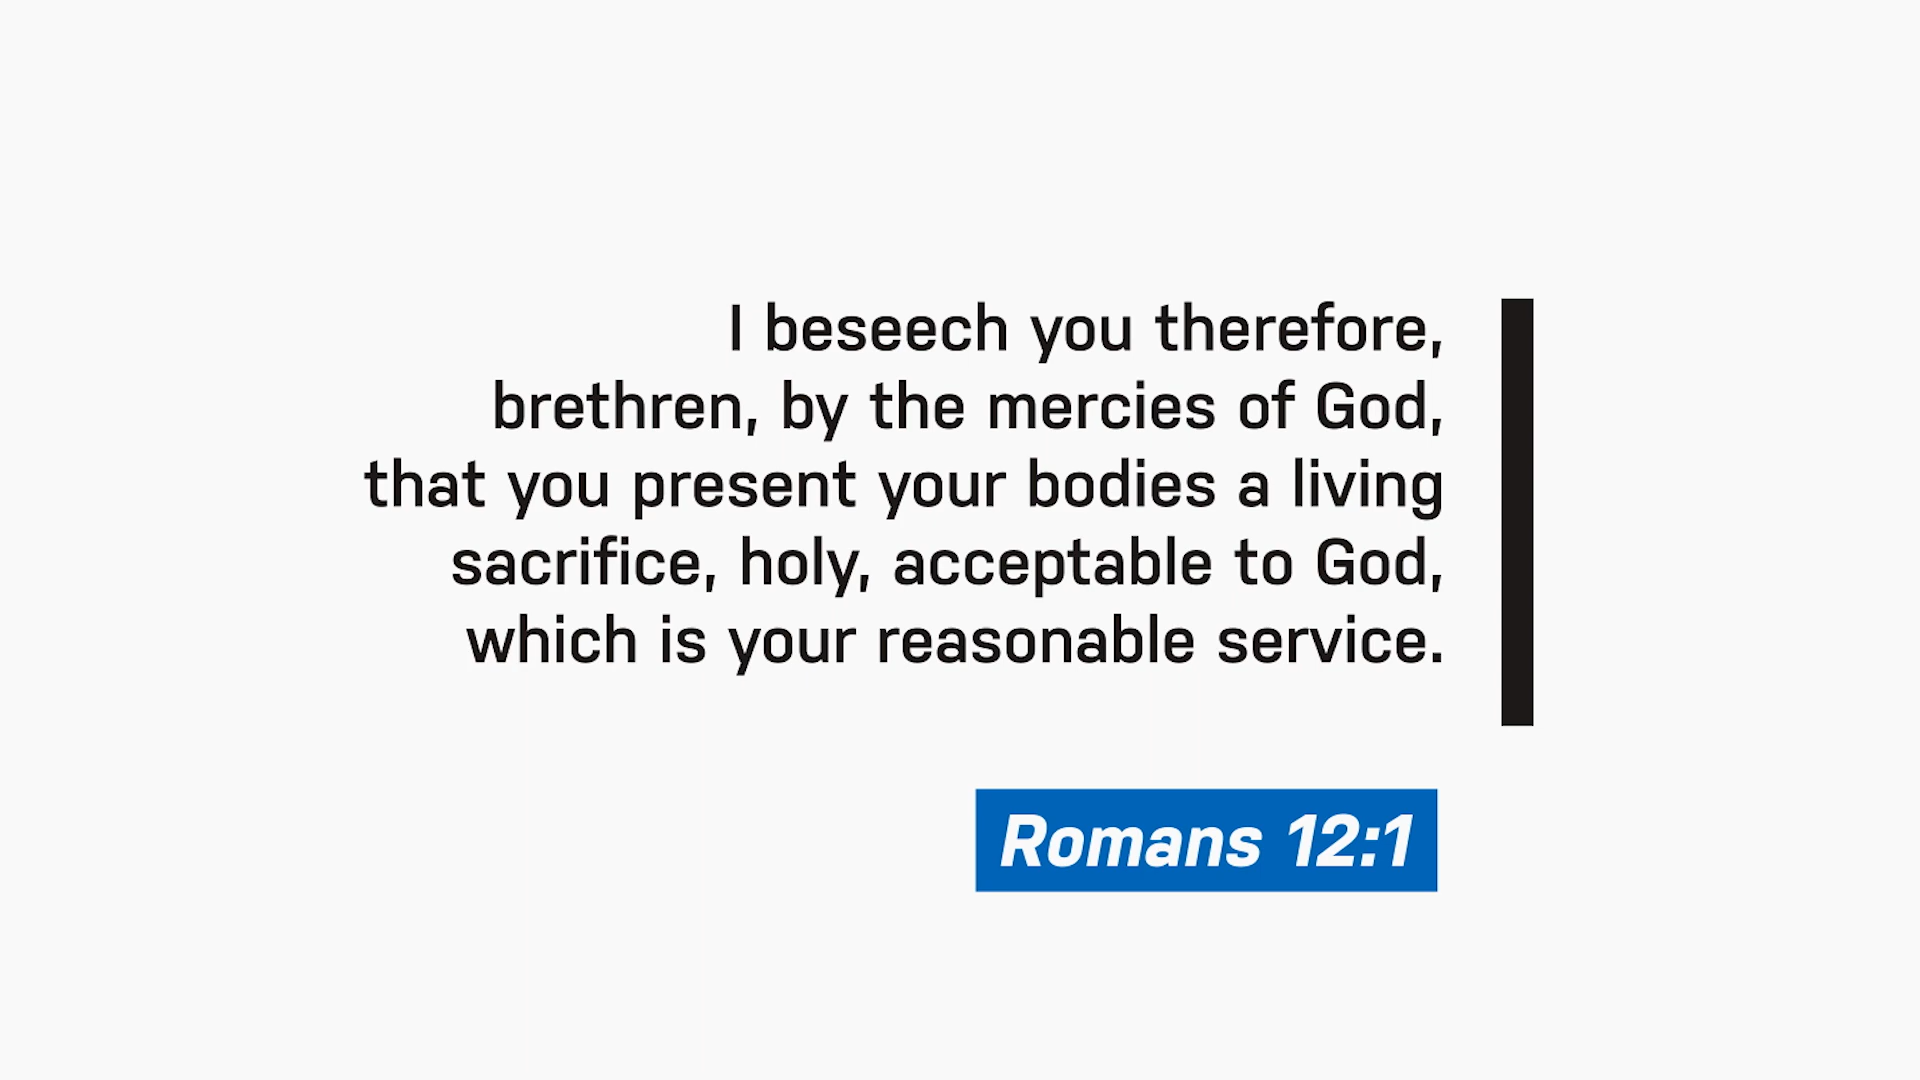 I beseech you therefore,
brethren, by the mercies of God,
that you present your bodies a living
sacrifice, holy, acceptable to God,
which is your reasonable service.
Romans 12:1